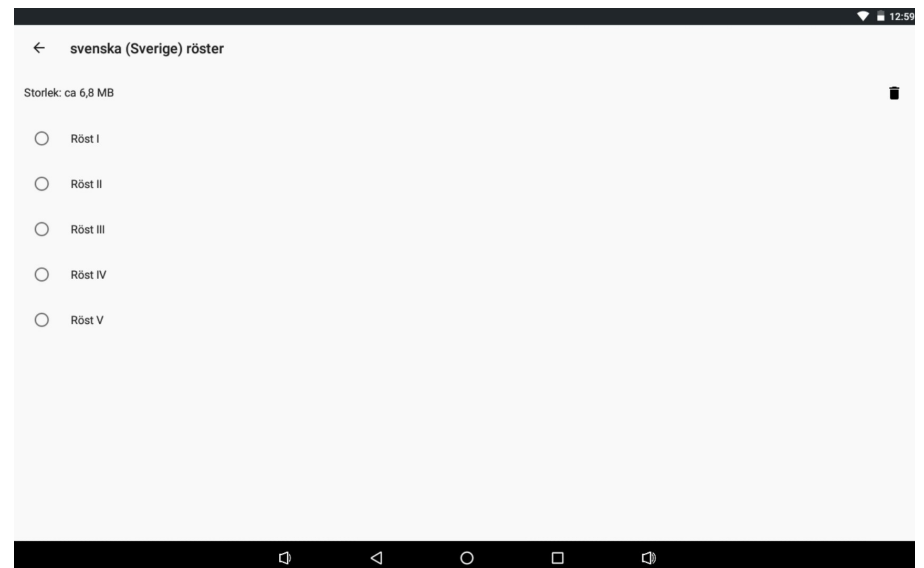 12:59
svenska (Sverige) röster
Storlek: ca 6,8 MB
Röst I
Röst II
Röst III
Röst IV
Röst V